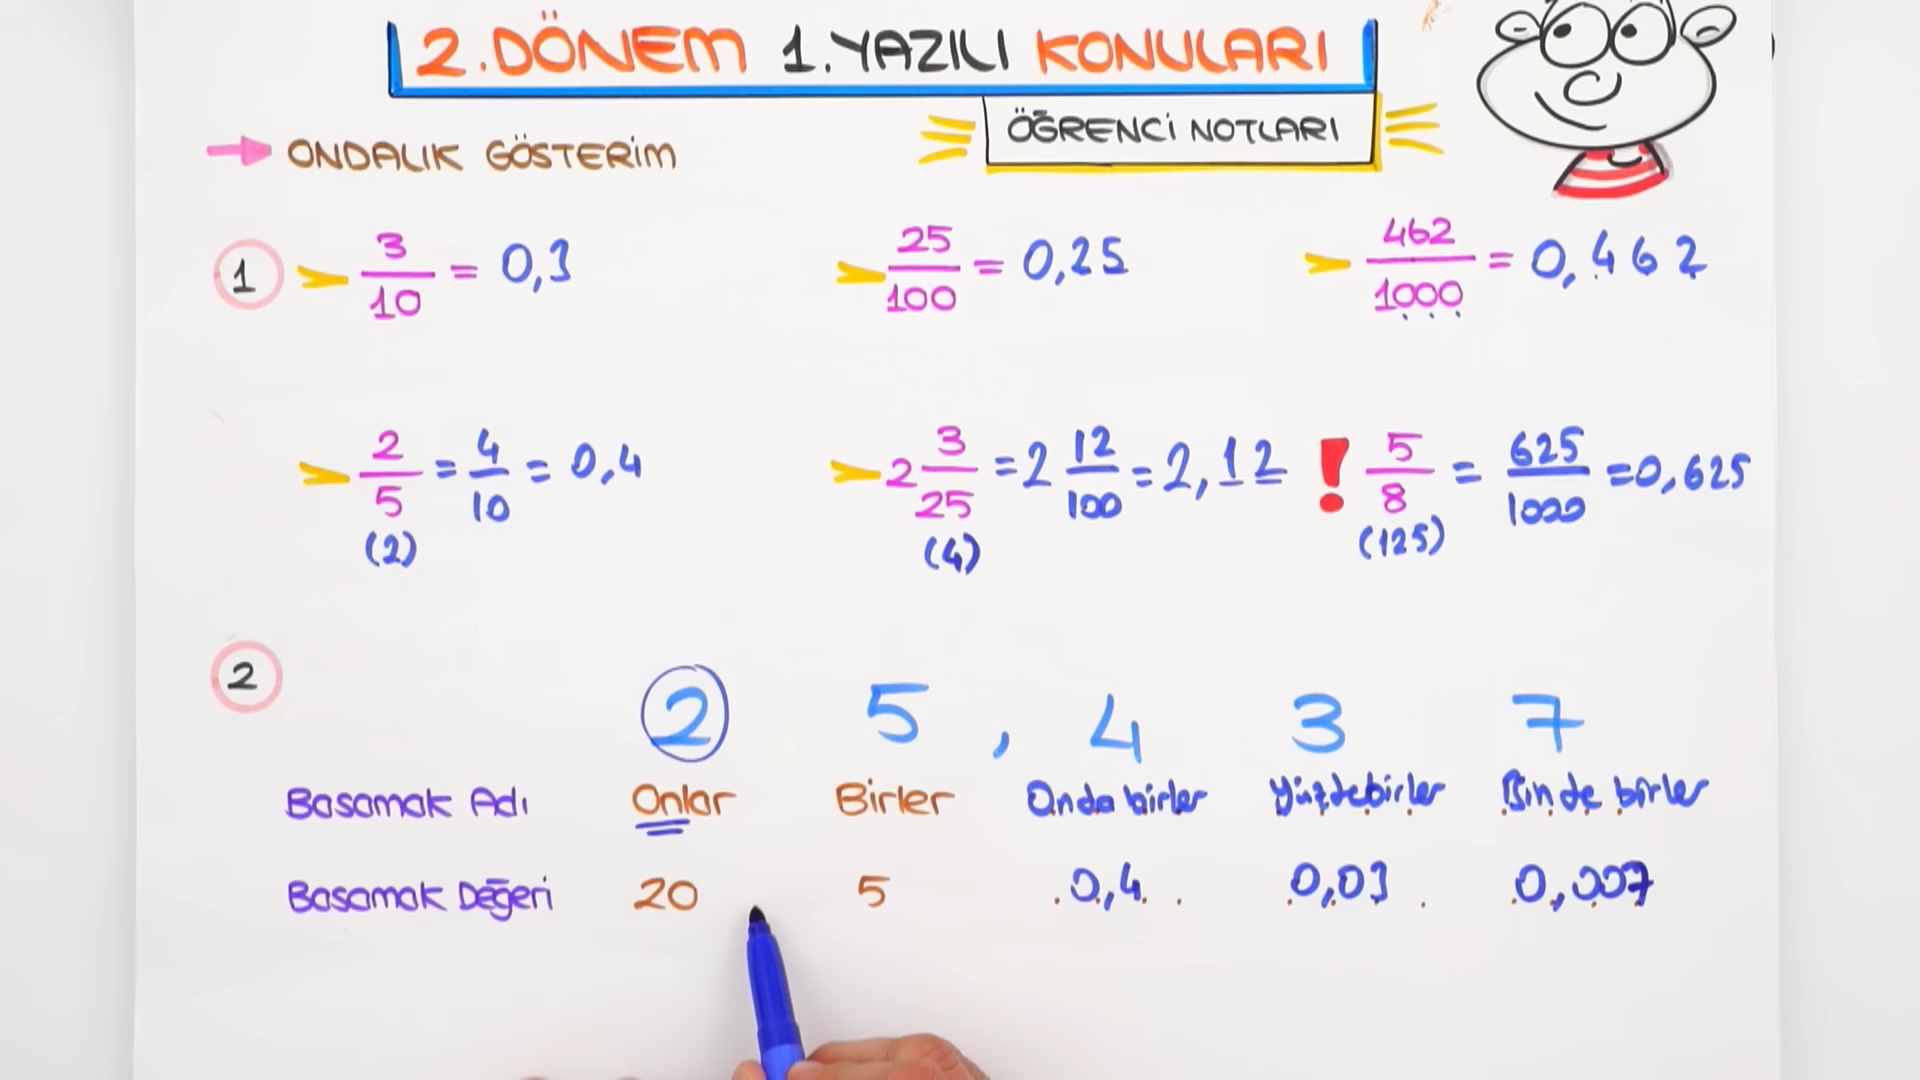 2. DÖNEM 1. YAZILI KONULARI
ÖĞRENCİ NOTLARI
ONDALIK GÖSTERİM
1 3/10 = 0,3 25/100 = 0,25 462/1000 = 0,462
2/5 = 4/10 = 0,4 2 3/25 = 2 12/100 = 2,12 ! 5/8 = 625/1000 = 0,625
(2) (4) (125)
2 2 5 , 4 3 7
Basamak Adı Onlar Birler Onda birler Yüzdebirler Binde birler
Basamak Değeri 20 5 0,4 0,03 0,007